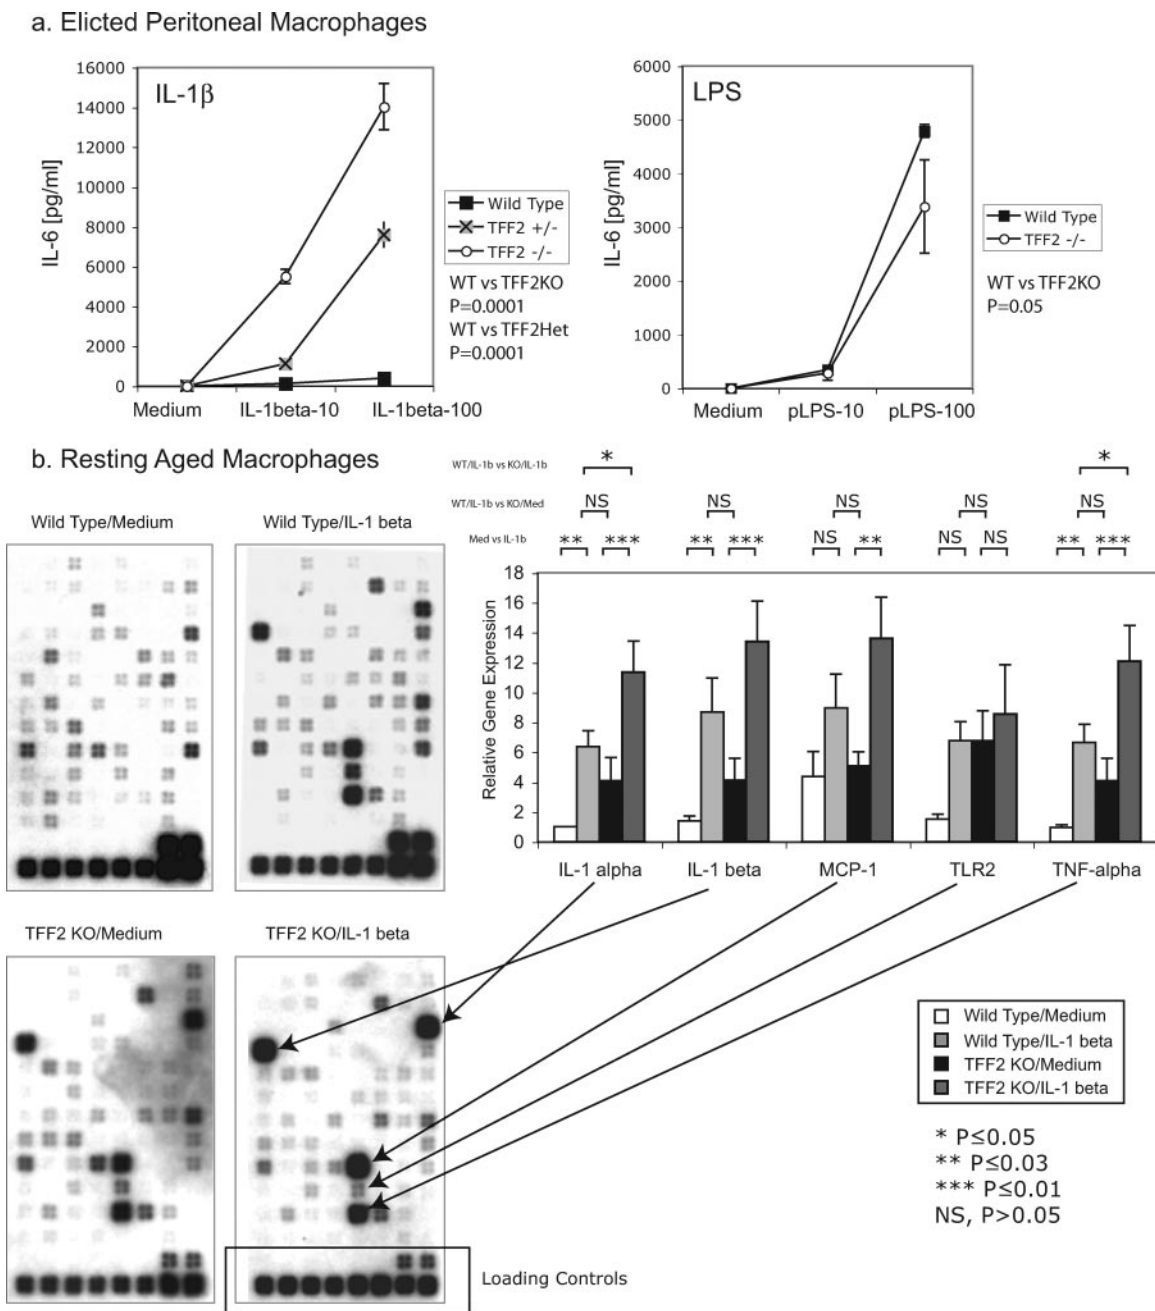 a. Elicted Peritoneal Macrophages
IL-1β
IL-6 [pg/ml]
16000
14000
12000
10000
8000
6000
4000
2000
0
Medium IL-1beta-10 IL-1beta-100
Wild Type
TFF2 +/-
TFF2 -/-
WT vs TFF2KO
P=0.0001
WT vs TFF2Het
P=0.0001
LPS
IL-6 [pg/ml]
6000
5000
4000
3000
2000
1000
0
Medium pLPS-10 pLPS-100
Wild Type
TFF2 -/-
WT vs TFF2KO
P=0.05
b. Resting Aged Macrophages
Wild Type/Medium
Wild Type/IL-1 beta
TFF2 KO/Medium
TFF2 KO/IL-1 beta
Loading Controls
WT/IL-1b vs KO/IL-1b * *
WT/IL-1b vs KO/Med NS NS NS NS NS
Med vs IL-1b ** *** ** *** NS ** NS NS ** ***
Relative Gene Expression
18
16
14
12
10
8
6
4
2
0
IL-1 alpha IL-1 beta MCP-1 TLR2 TNF-alpha
Wild Type/Medium
Wild Type/IL-1 beta
TFF2 KO/Medium
TFF2 KO/IL-1 beta
* P≤0.05
** P≤0.03
*** P≤0.01
NS, P>0.05